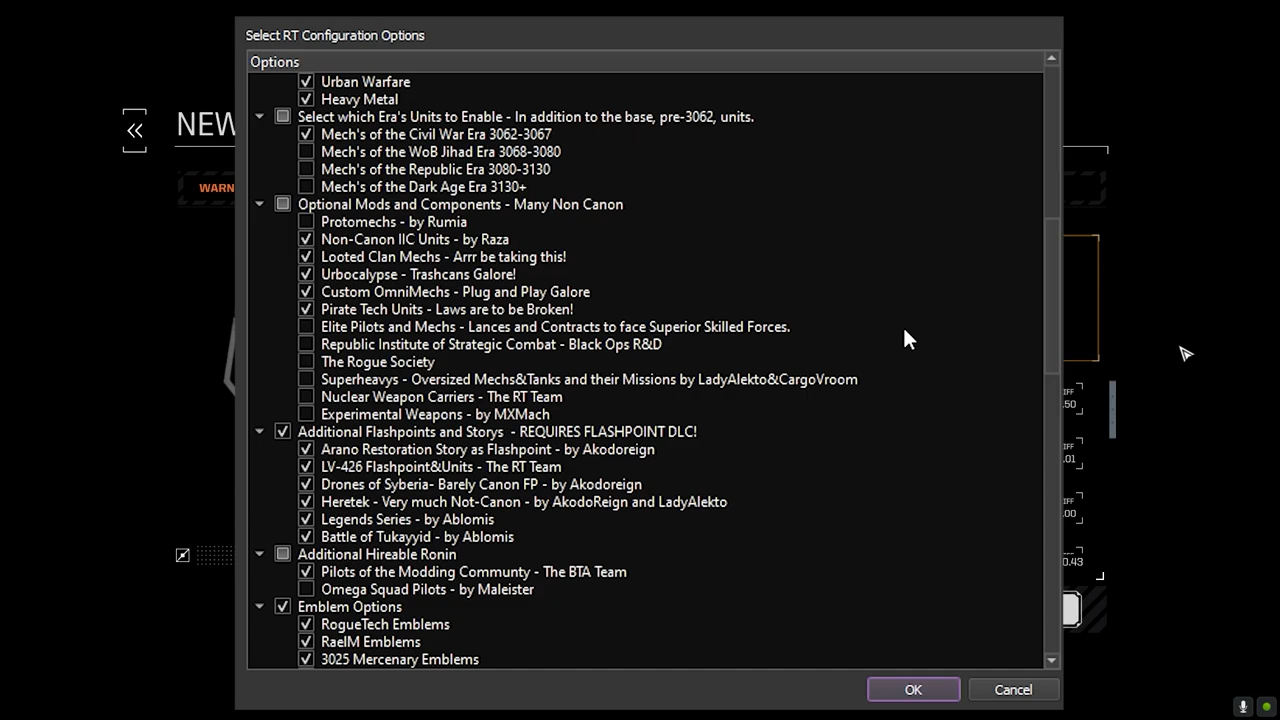 Select RT Configuration Options
Options
Urban Warfare
Heavy Metal
Select which Era's Units to Enable - In addition to the base, pre-3062, units.
NEW
Mech's of the Civil War Era 3062-3067
Mech's of the WoB Jihad Era 3068-3080
Mech's of the Republic Era 3080-3130
WARN
Mech's of the Dark Age Era 3130+
Optional Mods and Components - Many Non Canon
Protomechs - by Rumia
Non-Canon IIC Units - by Raza
Looted Clan Mechs - Arrr be taking this!
Urbocalypse - Trashcans Galore!
Custom OmniMechs - Plug and Play Galore
Pirate Tech Units - Laws are to be Broken!
Elite Pilots and Mechs - Lances and Contracts to face Superior Skilled Forces.
Republic Institute of Strategic Combat - Black Ops R&D
The Rogue Society
Superheavys - Oversized Mechs&Tanks and their Missions by LadyAlekto&CargoVroom
IFF
Nuclear Weapon Carriers - The RT Team
.50
Experimental Weapons - by MXMach
Additional Flashpoints and Storys - REQUIRES FLASHPOINT DLC!
Arano Restoration Story as Flashpoint - by Akodoreign
IFF
.01
LV-426 Flashpoint&Units - The RT Team
Drones of Syberia- Barely Canon FP - by Akodoreign
Heretek - Very much Not-Canon - by AkodoReign and LadyAlekto
IFF
.00
Legends Series - by Ablomis
Battle of Tukayyid - by Ablomis
Additional Hireable Ronin
0.43
Pilots of the Modding Communty - The BTA Team
Omega Squad Pilots - by Maleister
Emblem Options
RogueTech Emblems
RaelM Emblems
3025 Mercenary Emblems
OK
Cancel